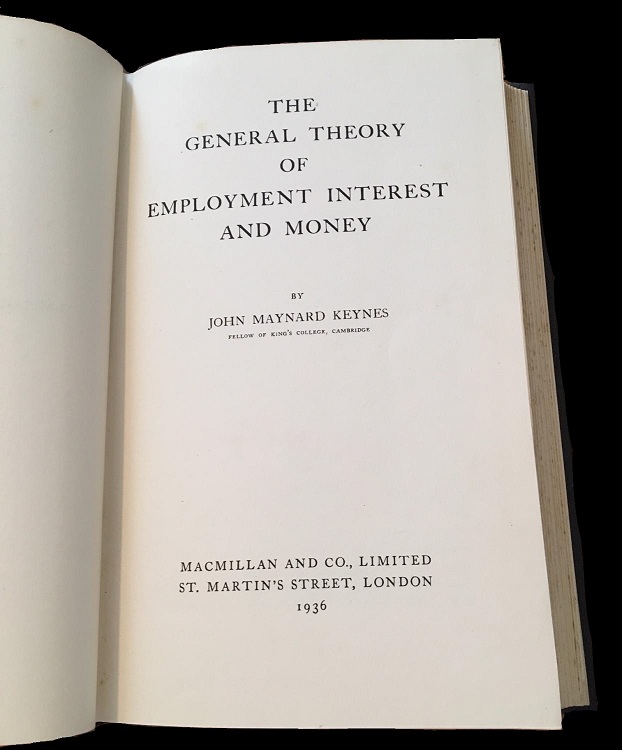 THE
GENERAL THEORY
OF
EMPLOYMENT INTEREST
AND MONEY
BY
JOHN MAYNARD KEYNES
FELLOW OF KING'S COLLEGE, CAMBRIDGE
MACMILLAN AND CO., LIMITED
ST. MARTIN'S STREET, LONDON
1936